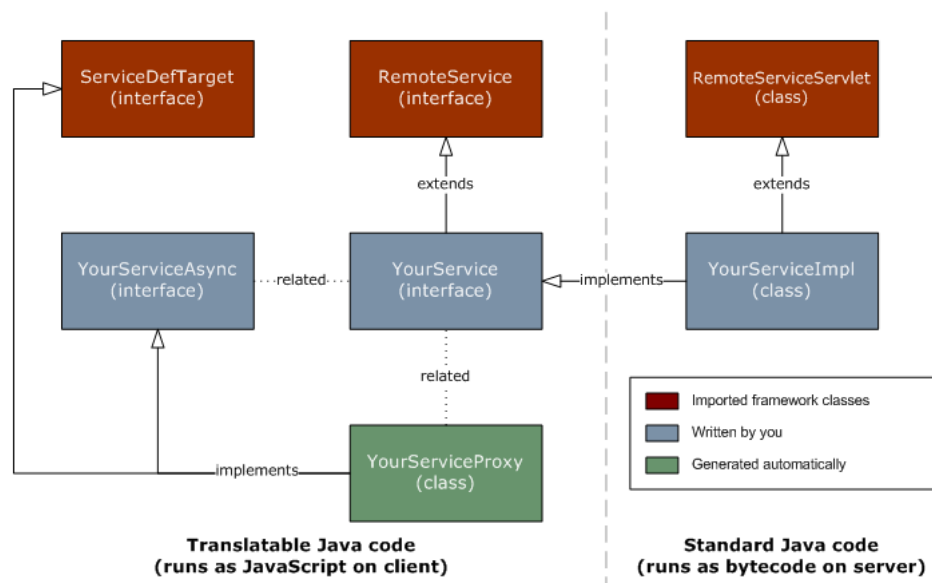 ServiceDefTarget
(interface)
RemoteService
(interface)
RemoteServiceServlet
(class)
extends
extends
YourServiceAsync
(interface)
related
YourService
(interface)
implements
YourServiceImpl
(class)
related
Imported framework classes
Written by you
Generated automatically
implements
YourServiceProxy
(class)
Translatable Java code
(runs as JavaScript on client)
Standard Java code
(runs as bytecode on server)